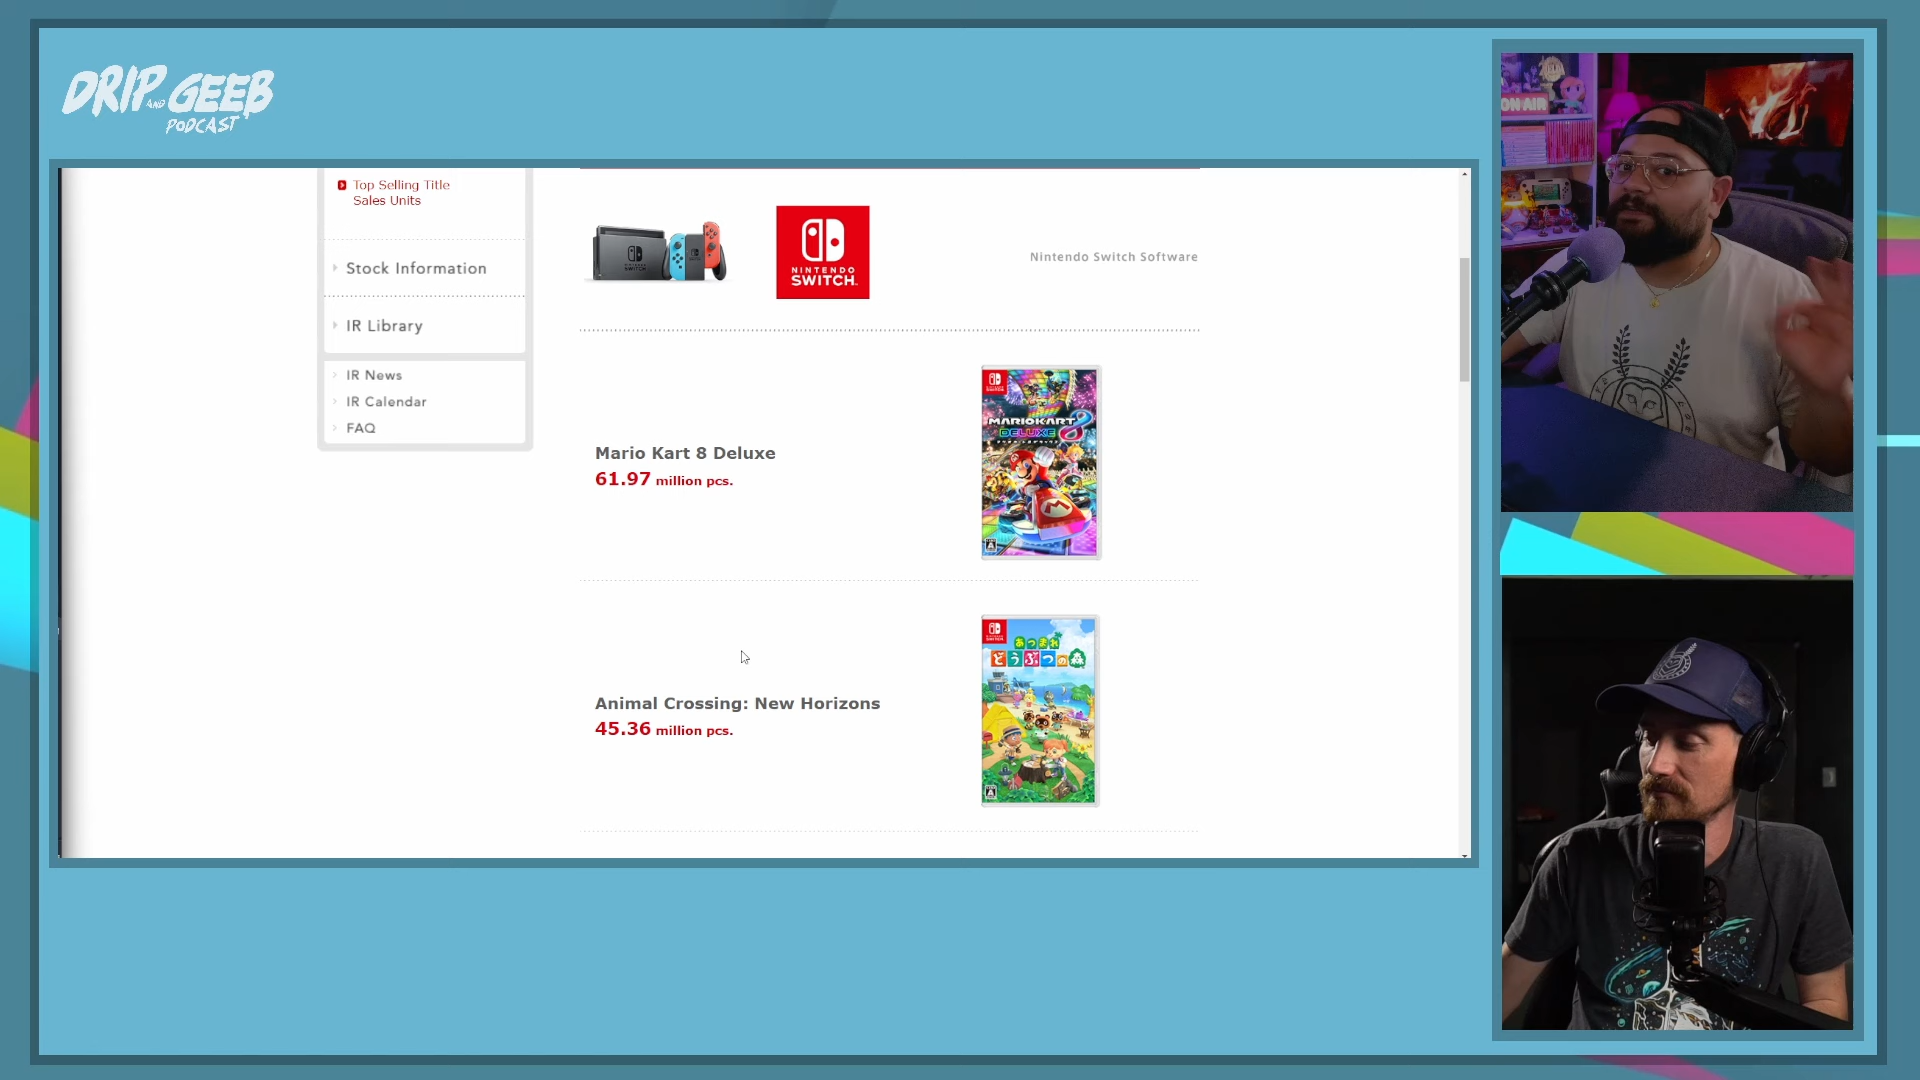 DRIP AND GEEB
PODCAST
Top Selling Title
Sales Units
Stock Information
IR Library
IR News
IR Calendar
FAQ
NINTENDO
SWITCH
Nintendo Switch Software
Mario Kart 8 Deluxe
61.97 million pcs.
MARIOKART 8
DELUXE
Animal Crossing: New Horizons
45.36 million pcs.
あつまれ
どうぶつの森
ON AIR